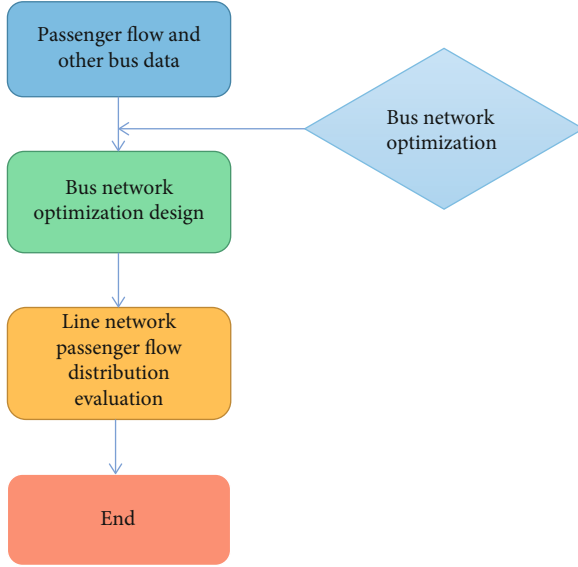 Passenger flow and
other bus data
Bus network
optimization
Bus network
optimization design
Line network
passenger flow
distribution
evaluation
End